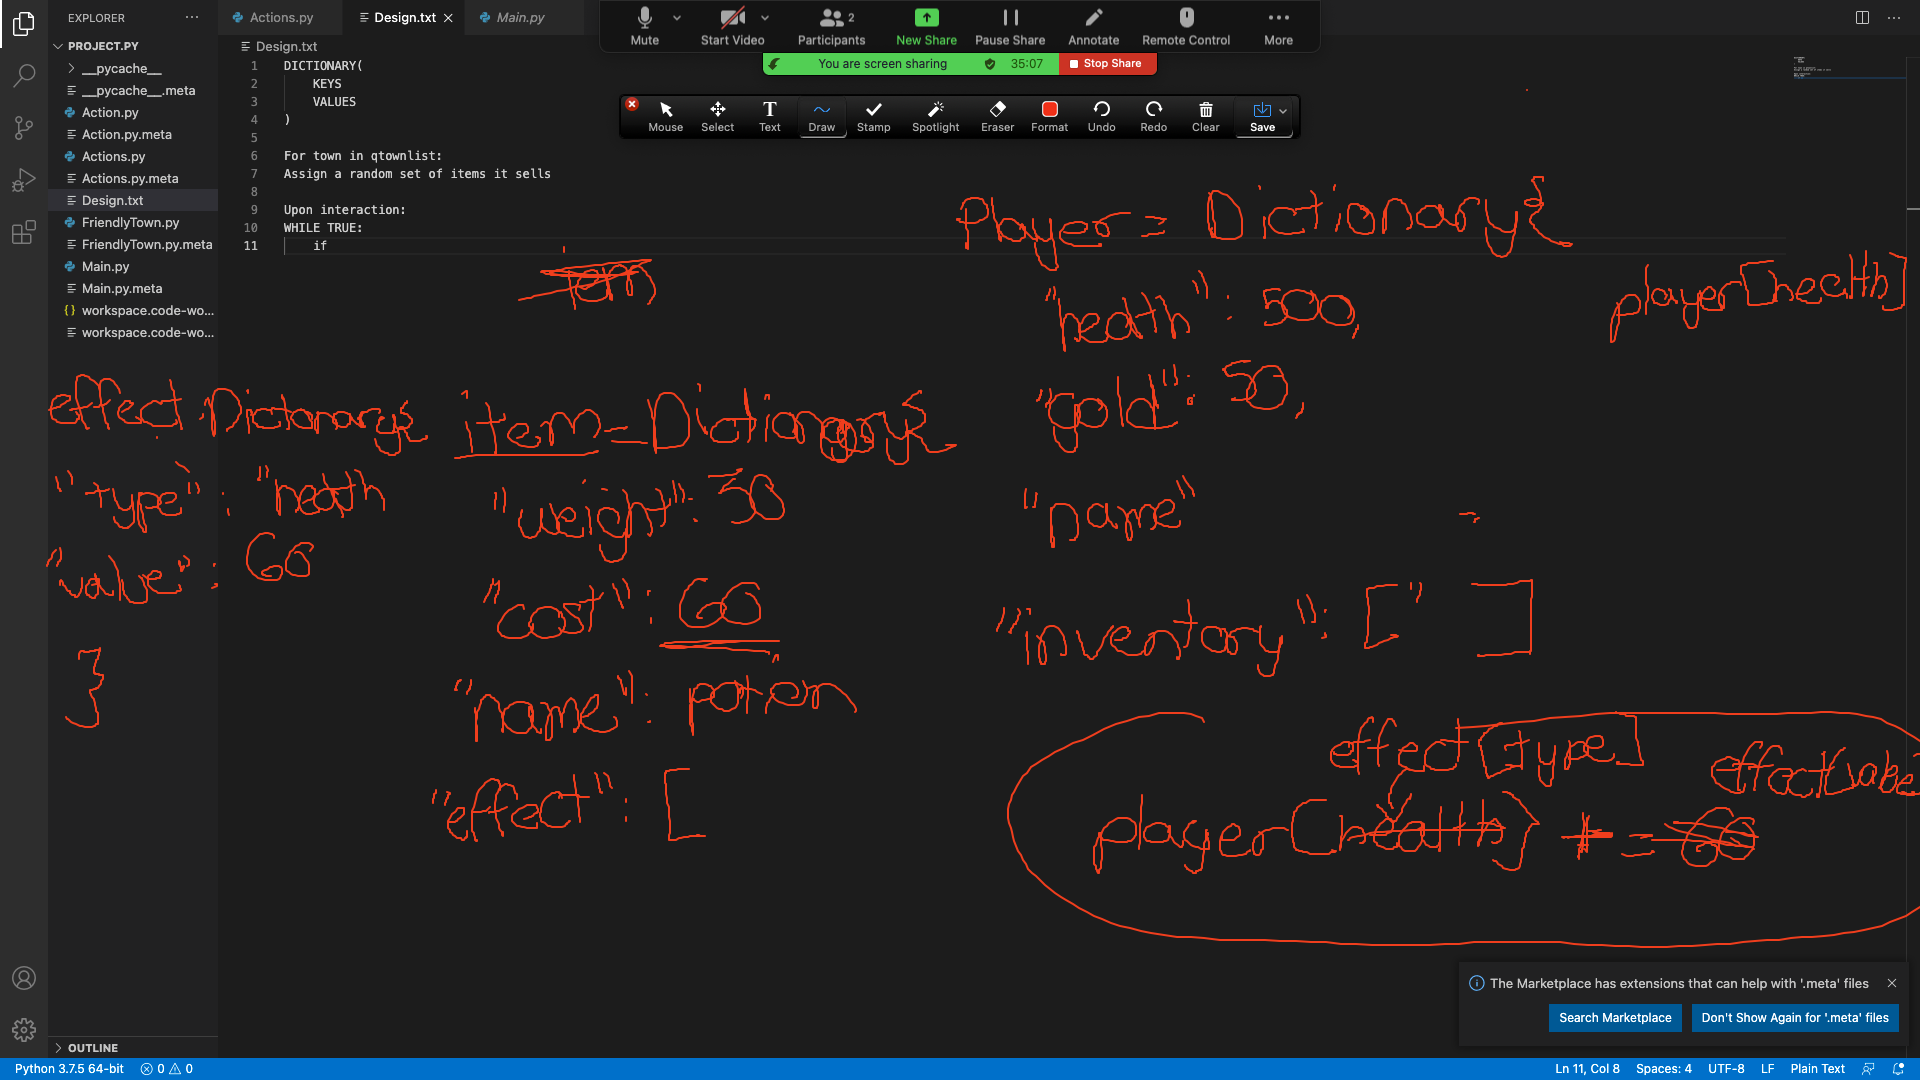 EXPLORER
Actions.py
Design.txt
Main.py
Mute
Start Video
Participants
2
New Share
Pause Share
Annotate
Remote Control
More
You are screen sharing
35:07
Stop Share
Mouse
Select
Text
Draw
Stamp
Spotlight
Eraser
Format
Undo
Redo
Clear
Save
PROJECT.PY
__pycache__
__pycache__.meta
Action.py
Action.py.meta
Actions.py
Actions.py.meta
Design.txt
FriendlyTown.py
FriendlyTown.py.meta
Main.py
Main.py.meta
workspace.code-wo...
workspace.code-wo...
OUTLINE
Design.txt
1 DICTIONARY(
2 KEYS
3 VALUES
4 )
5
6 For town in qtownlist:
7 Assign a random set of items it sells
8
9 Upon interaction:
10 WHILE TRUE:
11 if
Player = Dictionary{
"health": 500,
"gold": 50,
"name"
"inventory": [" ]
player[health]
effect: Dictionary{
"type": "health
"value": 60
}
item = Dictionary{
"weight": 30
"cost": 60
"name": potion
"effect": [
effect[type]
effect[value]
player[health] += 60
The Marketplace has extensions that can help with '.meta' files
Search Marketplace
Don't Show Again for '.meta' files
Python 3.7.5 64-bit
0
0
Ln 11, Col 8
Spaces: 4
UTF-8
LF
Plain Text